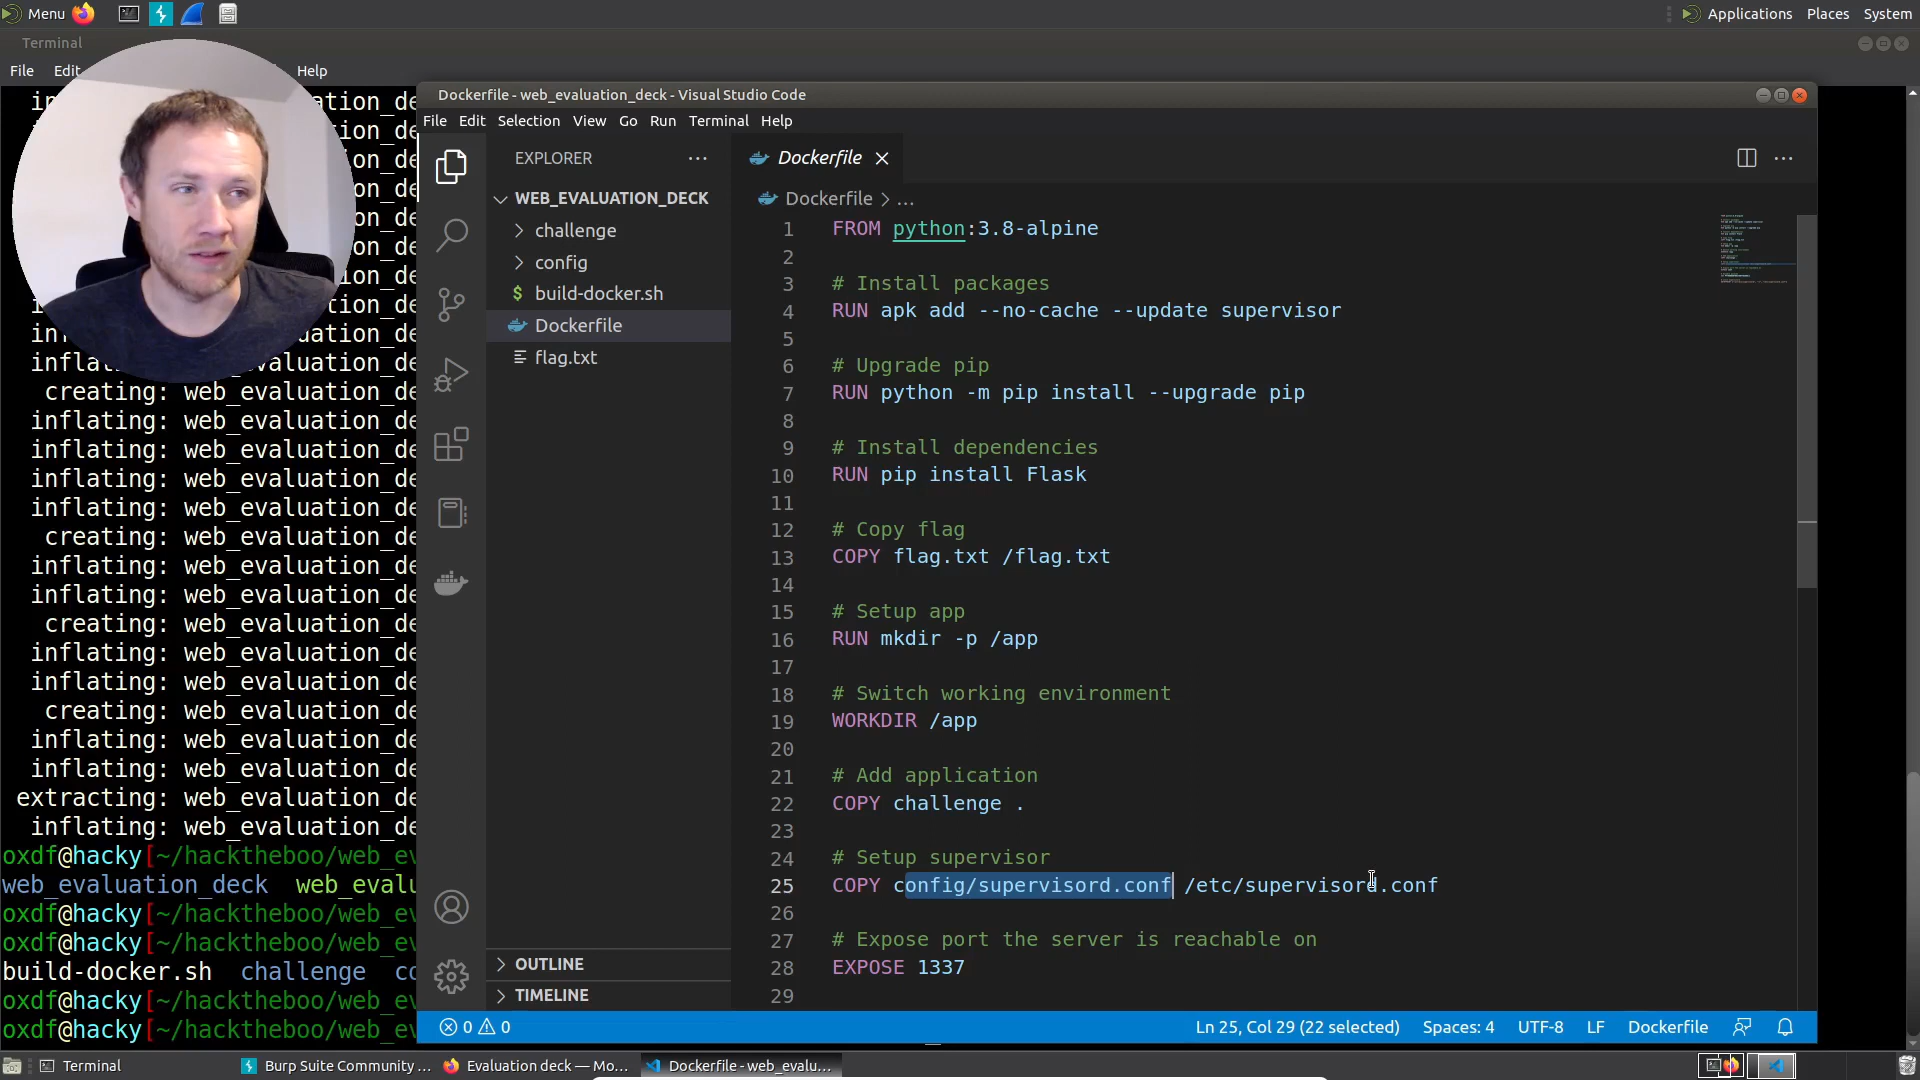 Menu
Applications Places System
Terminal
File Edit Help
Dockerfile - web_evaluation_deck - Visual Studio Code
File Edit Selection View Go Run Terminal Help
EXPLORER
WEB_EVALUATION_DECK
challenge
config
$ build-docker.sh
Dockerfile
flag.txt
OUTLINE
TIMELINE
Dockerfile
Dockerfile > ...
1 FROM python:3.8-alpine
2
3 # Install packages
4 RUN apk add --no-cache --update supervisor
5
6 # Upgrade pip
7 RUN python -m pip install --upgrade pip
8
9 # Install dependencies
10 RUN pip install Flask
11
12 # Copy flag
13 COPY flag.txt /flag.txt
14
15 # Setup app
16 RUN mkdir -p /app
17
18 # Switch working environment
19 WORKDIR /app
20
21 # Add application
22 COPY challenge .
23
24 # Setup supervisor
25 COPY config/supervisord.conf /etc/supervisord.conf
26
27 # Expose port the server is reachable on
28 EXPOSE 1337
29
creating: web_evaluation_de
inflating: web_evaluation_de
inflating: web_evaluation_de
inflating: web_evaluation_de
inflating: web_evaluation_de
creating: web_evaluation_de
inflating: web_evaluation_de
inflating: web_evaluation_de
creating: web_evaluation_de
inflating: web_evaluation_de
inflating: web_evaluation_de
creating: web_evaluation_de
inflating: web_evaluation_de
inflating: web_evaluation_de
extracting: web_evaluation_de
inflating: web_evaluation_de
oxdf@hacky[~/hacktheboo/web_ev
web_evaluation_deck web_evalu
oxdf@hacky[~/hacktheboo/web_ev
oxdf@hacky[~/hacktheboo/web_ev
build-docker.sh challenge co
oxdf@hacky[~/hacktheboo/web_ev
oxdf@hacky[~/hacktheboo/web_ev
0 0
Ln 25, Col 29 (22 selected) Spaces: 4 UTF-8 LF Dockerfile
Terminal
Burp Suite Community ...
Evaluation deck — Mo...
Dockerfile - web_evalu...